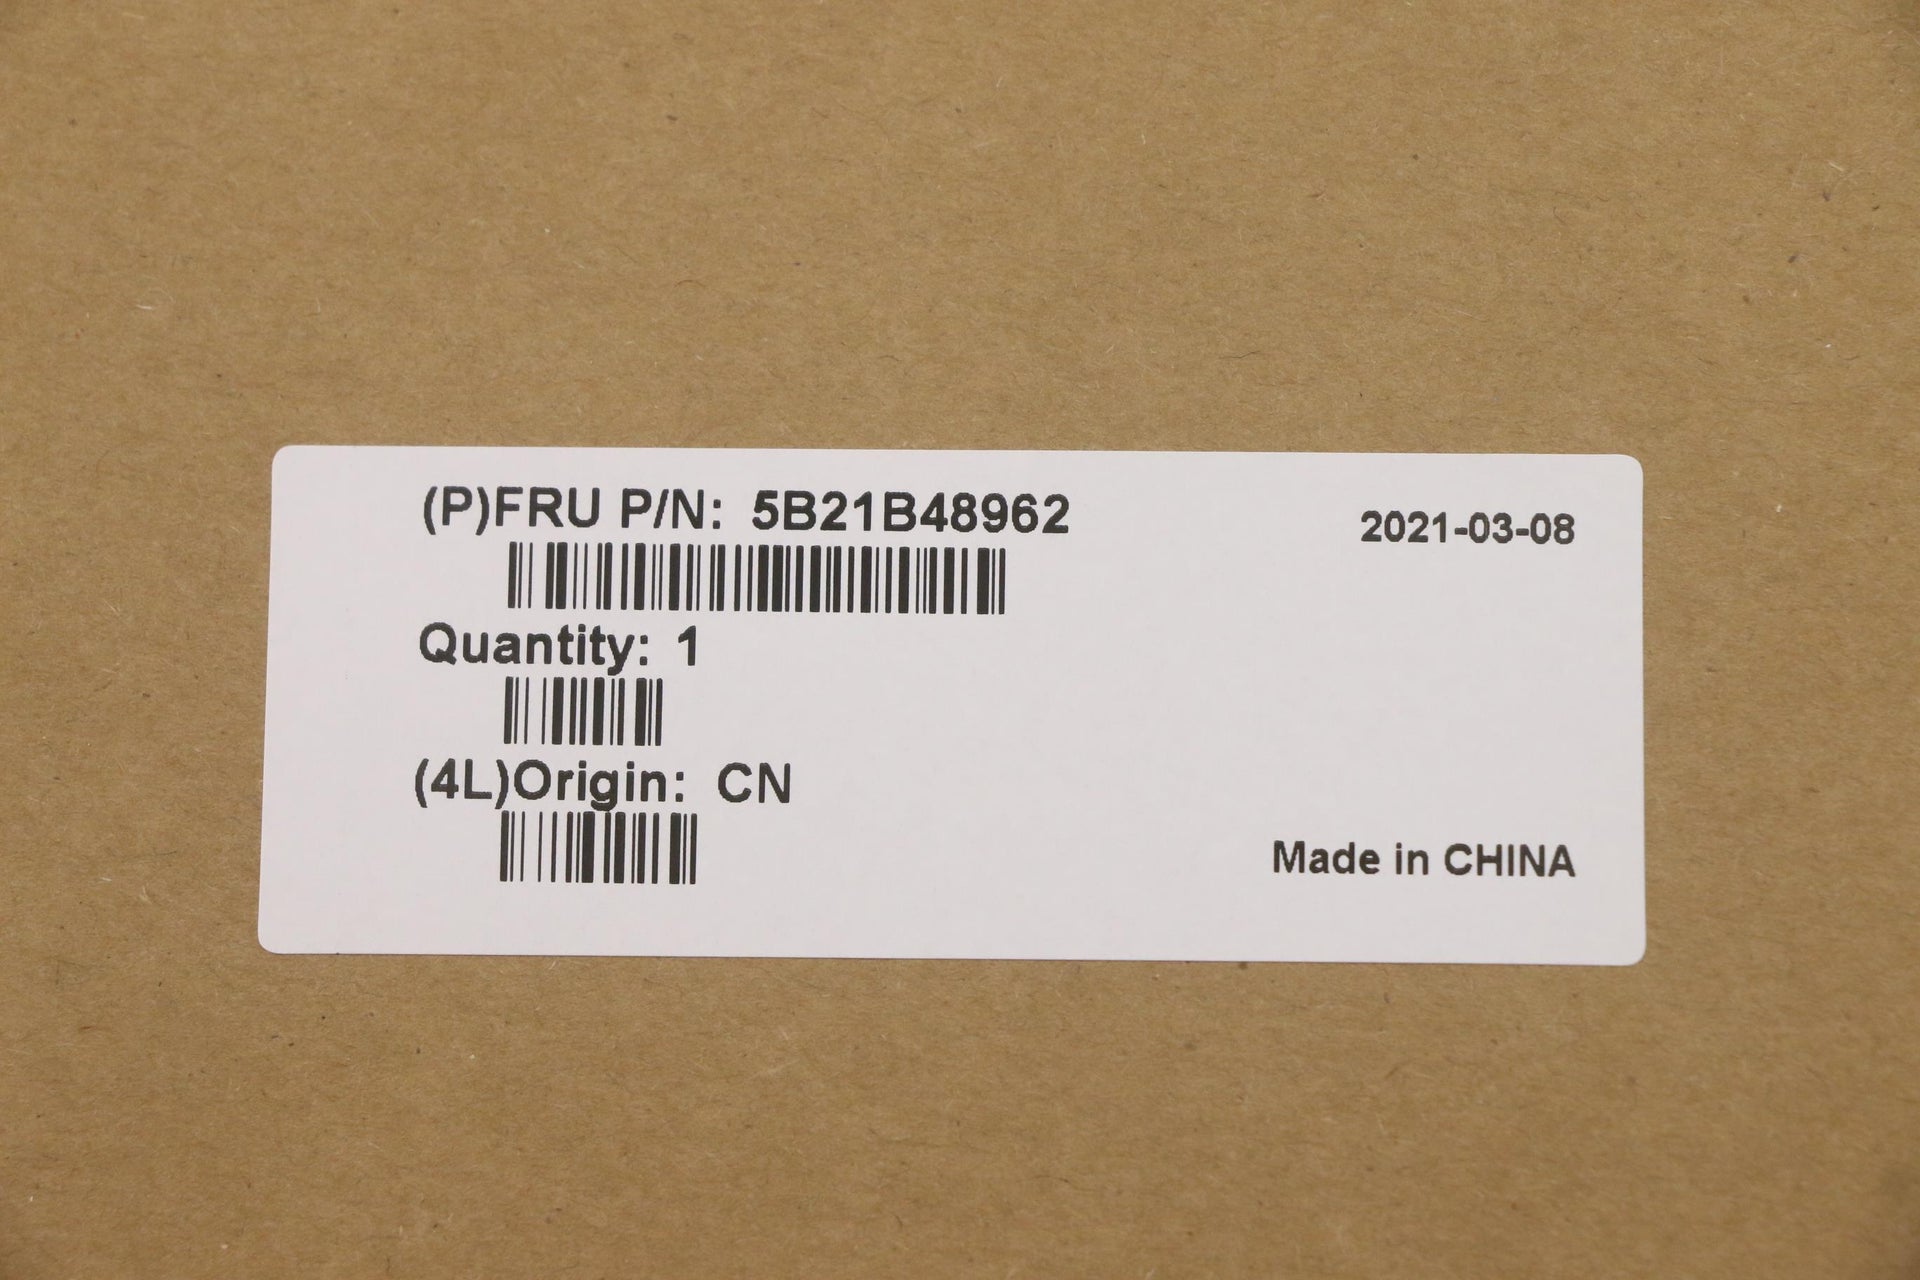 (P)FRU P/N: 5B21B48962
2021-03-08
Quantity: 1
(4L)Origin: CN
Made in CHINA